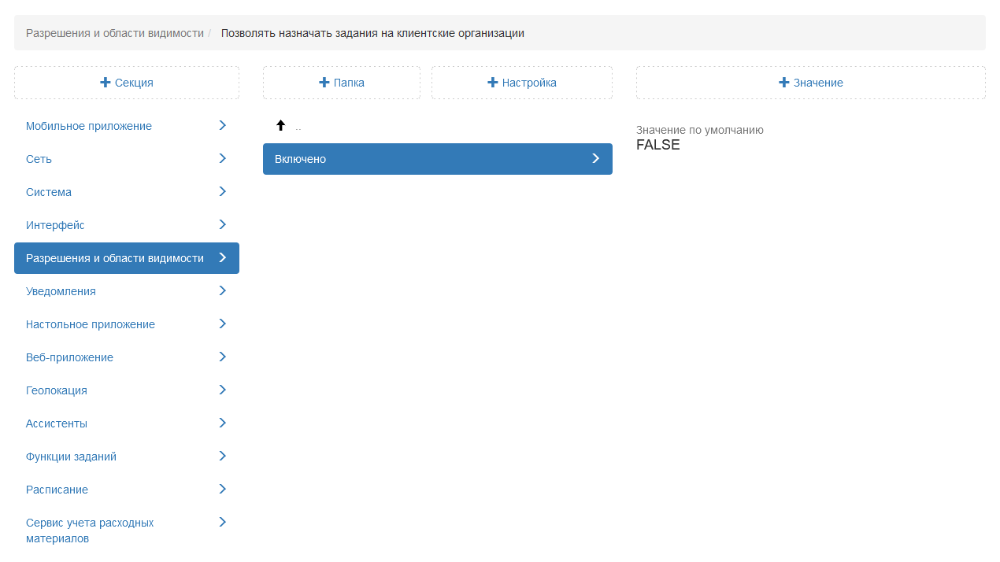 Разрешения и области видимости / Позволять назначать задания на клиентские организации
Секция
Папка
Настройка
Значение
Мобильное приложение
Сеть
Система
Интерфейс
Разрешения и области видимости
Уведомления
Настольное приложение
Веб-приложение
Геолокация
Ассистенты
Функции заданий
Расписание
Сервис учета расходных
материалов
..
Включено
Значение по умолчанию
FALSE